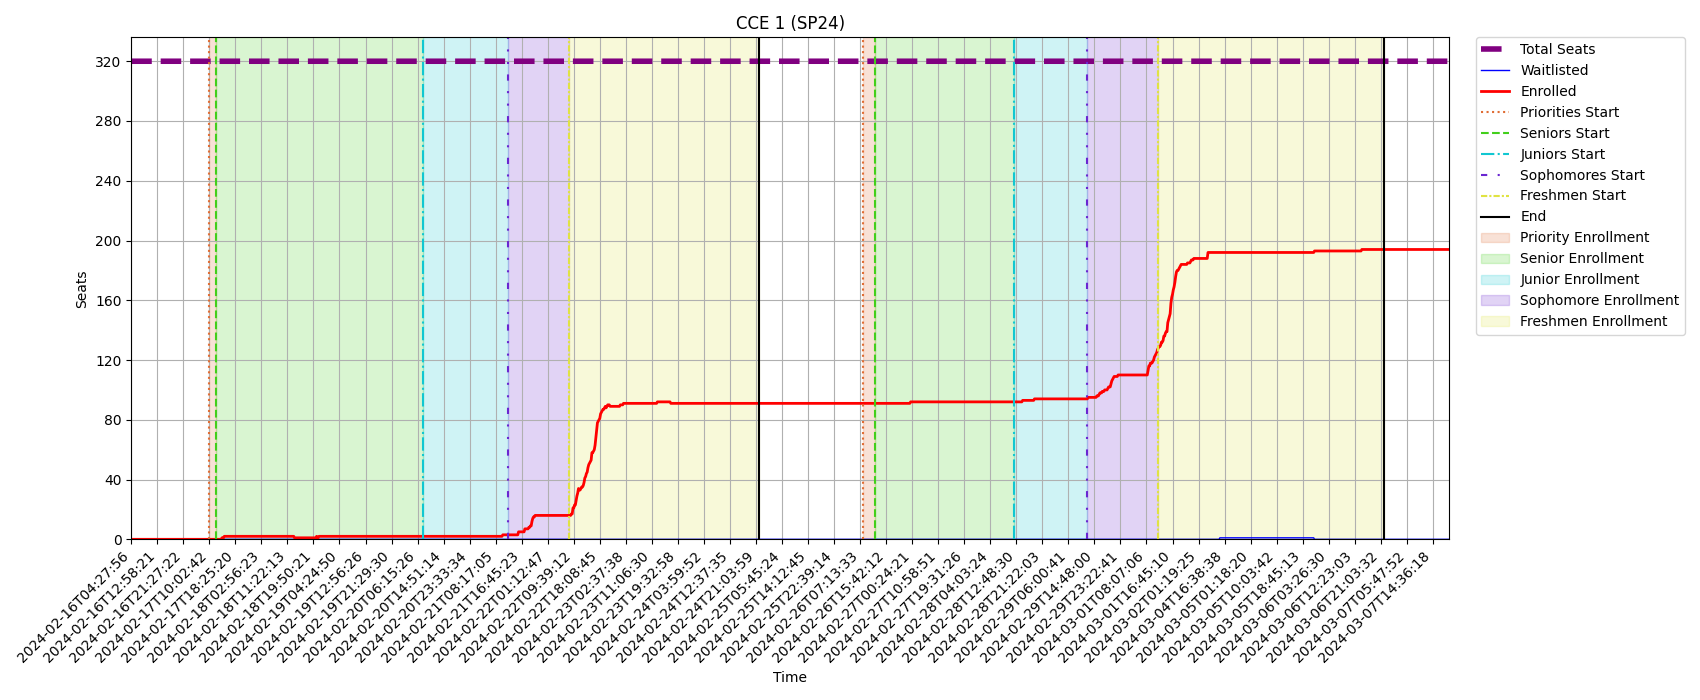 CCE 1 (SP24)
Total Seats
Waitlisted
Enrolled
Priorities Start
Seniors Start
Juniors Start
Sophomores Start
Freshmen Start
End
Priority Enrollment
Senior Enrollment
Junior Enrollment
Sophomore Enrollment
Freshmen Enrollment
Seats
320
280
240
200
160
120
80
40
0
2024-02-16T04:27:56
2024-02-16T12:58:21
2024-02-16T21:27:22
2024-02-17T10:02:42
2024-02-17T18:25:20
2024-02-18T02:56:23
2024-02-18T11:22:13
2024-02-18T19:50:21
2024-02-19T04:24:50
2024-02-19T12:56:26
2024-02-19T21:29:30
2024-02-20T06:15:26
2024-02-20T14:51:14
2024-02-20T23:33:34
2024-02-21T08:17:05
2024-02-21T16:45:23
2024-02-22T01:12:47
2024-02-22T09:39:12
2024-02-22T18:08:45
2024-02-23T02:37:38
2024-02-23T11:06:30
2024-02-23T19:32:58
2024-02-24T03:59:52
2024-02-24T12:37:35
2024-02-24T21:03:59
2024-02-25T05:45:24
2024-02-25T14:12:45
2024-02-25T22:39:14
2024-02-26T07:13:33
2024-02-26T15:42:12
2024-02-27T00:24:21
2024-02-27T10:58:51
2024-02-27T19:31:26
2024-02-28T04:03:24
2024-02-28T12:48:30
2024-02-28T21:22:03
2024-02-29T06:00:41
2024-02-29T14:48:00
2024-02-29T23:22:41
2024-03-01T08:07:06
2024-03-01T16:45:10
2024-03-02T01:19:25
2024-03-04T16:38:38
2024-03-05T01:18:20
2024-03-05T10:03:42
2024-03-05T18:45:13
2024-03-06T03:26:30
2024-03-06T12:23:03
2024-03-06T21:03:32
2024-03-07T05:47:52
2024-03-07T14:36:18
Time